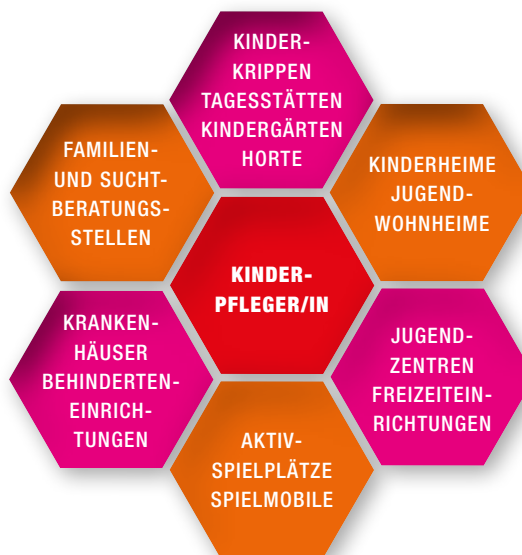 KINDER-
KRIPPEN
TAGESSTÄTTEN
KINDERGÄRTEN
HORTE
FAMILIEN-
UND SUCHT-
BERATUNGS-
STELLEN
KINDERHEIME
JUGEND-
WOHNHEIME
KINDER-
PFLEGER/IN
KRANKEN-
HÄUSER
BEHINDERTEN-
EINRICH-
TUNGEN
JUGEND-
ZENTREN
FREIZEITEIN-
RICHTUNGEN
AKTIV-
SPIELPLÄTZE
SPIELMOBILE